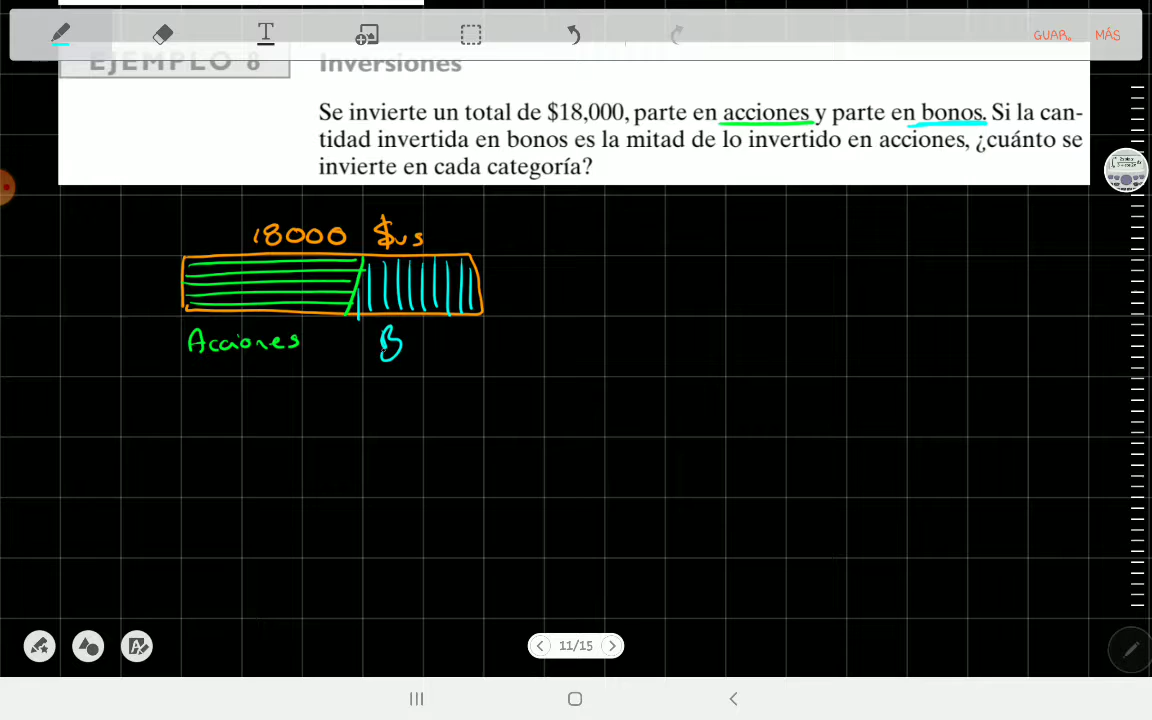 T
GUAR.
MÁS
EJEMPLO 8
Inversiones
Se invierte un total de $18,000, parte en acciones y parte en bonos. Si la can-
tidad invertida en bonos es la mitad de lo invertido en acciones, ¿cuánto se
invierte en cada categoría?
18000 $us
Acciones
B
11/15